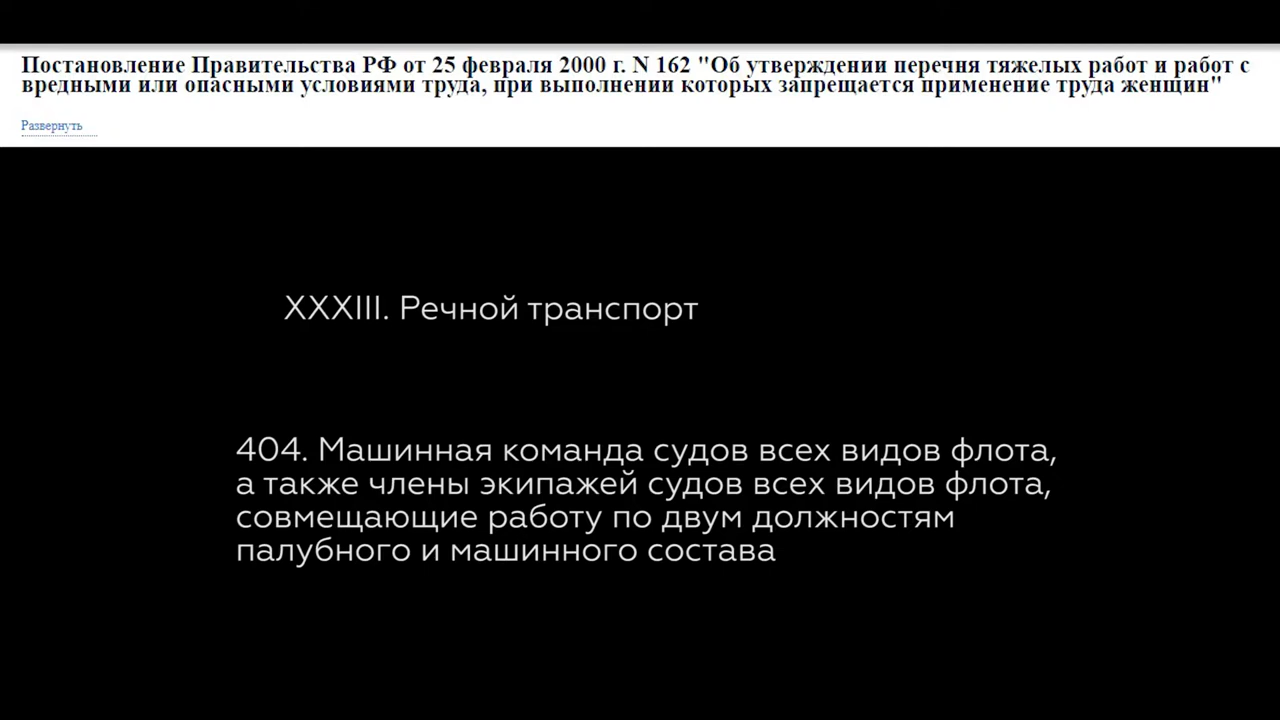 Постановление Правительства РФ от 25 февраля 2000 г. N 162 "Об утверждении перечня тяжелых работ и работ с
вредными или опасными условиями труда, при выполнении которых запрещается применение труда женщин"
Развернуть
XXXIII. Речной транспорт
404. Машинная команда судов всех видов флота,
а также члены экипажей судов всех видов флота,
совмещающие работу по двум должностям
палубного и машинного состава